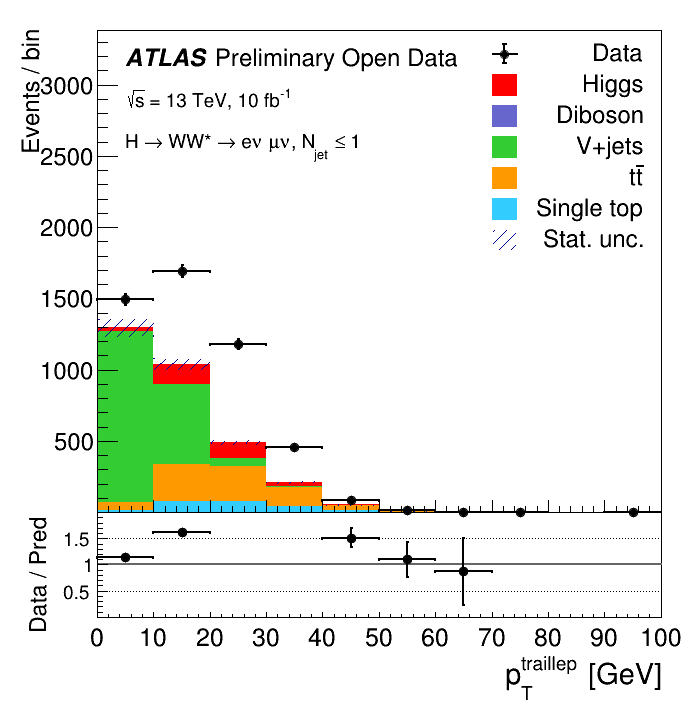 ATLAS Preliminary Open Data
√s = 13 TeV, 10 fb⁻¹
H → WW* → eν μν, N_jet ≤ 1
Data
Higgs
Diboson
V+jets
tt̄
Single top
Stat. unc.
Events / bin
3000
2500
2000
1500
1000
500
Data / Pred
1.5
1
0.5
0 10 20 30 40 50 60 70 80 90 100
p_T^traillep [GeV]